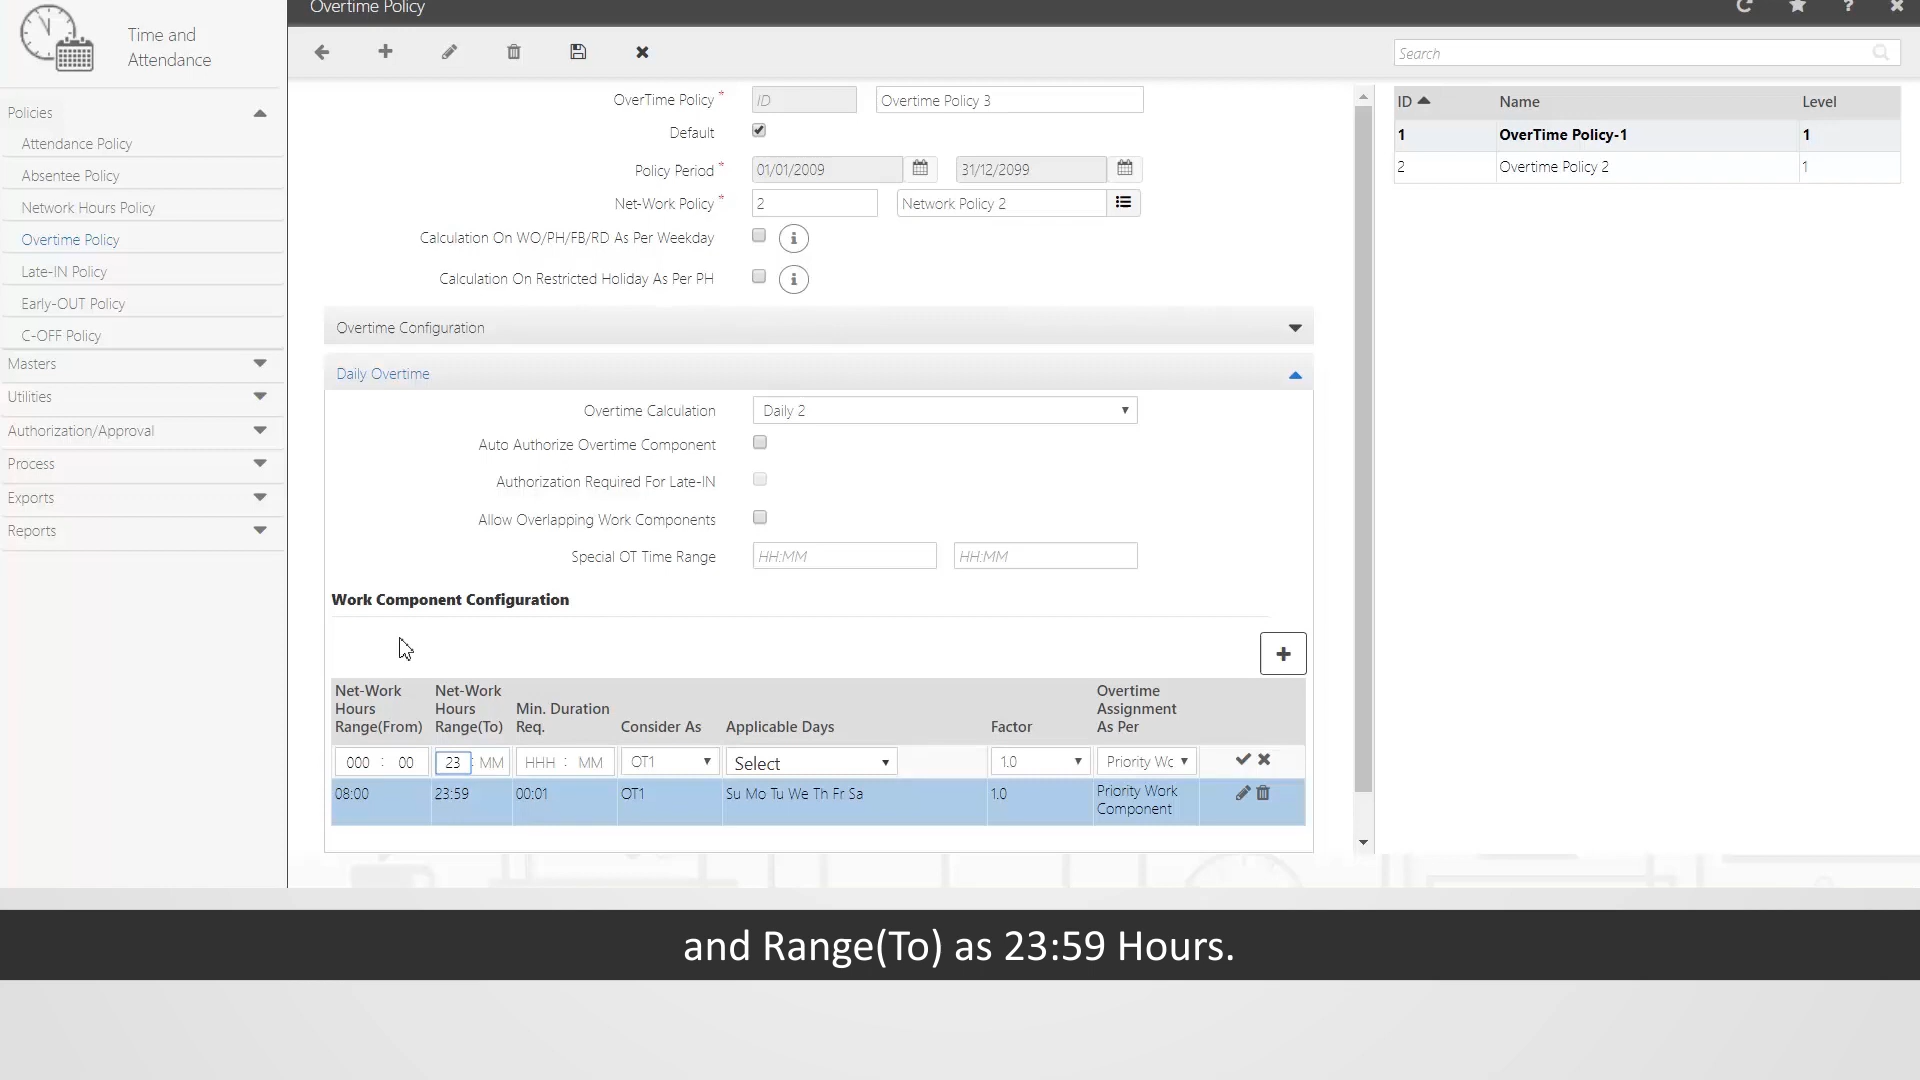 Overtime Policy
Time and
Attendance
Policies
Attendance Policy
Absentee Policy
Network Hours Policy
Overtime Policy
Late-IN Policy
Early-OUT Policy
C-OFF Policy
Masters
Utilities
Authorization/Approval
Process
Exports
Reports
OverTime Policy * ID Overtime Policy 3
Default
Policy Period * 01/01/2009 31/12/2099
Net-Work Policy * 2 Network Policy 2
Calculation On WO/PH/FB/RD As Per Weekday
Calculation On Restricted Holiday As Per PH
Overtime Configuration
Daily Overtime
Overtime Calculation Daily 2
Auto Authorize Overtime Component
Authorization Required For Late-IN
Allow Overlapping Work Components
Special OT Time Range HH:MM HH:MM
Work Component Configuration
Net-Work Hours Range(From) Net-Work Hours Range(To) Min. Duration Req. Consider As Applicable Days Factor Overtime Assignment As Per
000 : 00 23 : MM HHH : MM OT1 Select 1.0 Priority Wc
08:00 23:59 00:01 OT1 Su Mo Tu We Th Fr Sa 1.0 Priority Work Component
Search
ID Name Level
1 OverTime Policy-1 1
2 Overtime Policy 2 1
and Range(To) as 23:59 Hours.